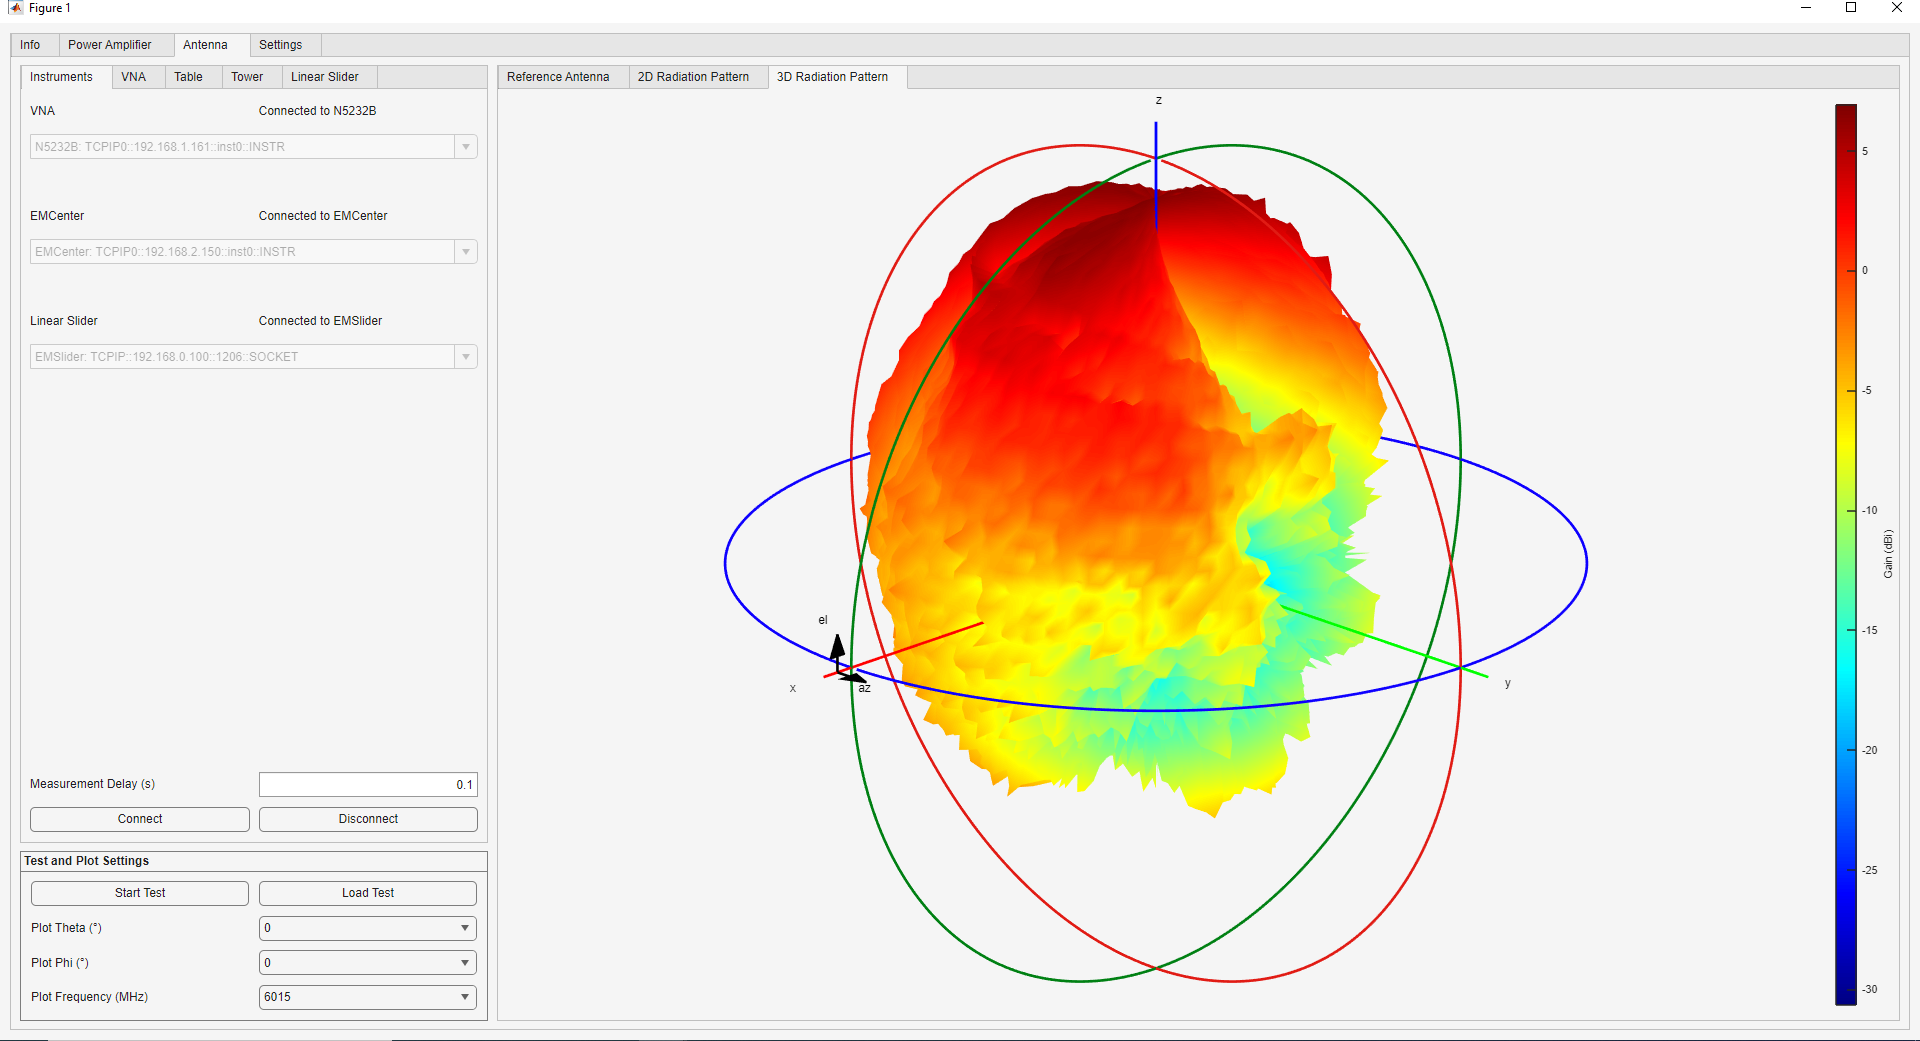 Figure 1
Info Power Amplifier Antenna Settings
Instruments VNA Table Tower Linear Slider
Reference Antenna 2D Radiation Pattern 3D Radiation Pattern
VNA Connected to N5232B
N5232B: TCPIP0::192.168.1.161::inst0::INSTR
EMCenter Connected to EMCenter
EMCenter: TCPIP0::192.168.2.150::inst0::INSTR
Linear Slider Connected to EMSlider
EMSlider: TCPIP::192.168.0.100::1206::SOCKET
Measurement Delay (s) 0.1
Connect Disconnect
Test and Plot Settings
Start Test Load Test
Plot Theta (°) 0
Plot Phi (°) 0
Plot Frequency (MHz) 6015
z
el
x
az
y
5
0
-5
-10
-15
-20
-25
-30
Gain (dBi)